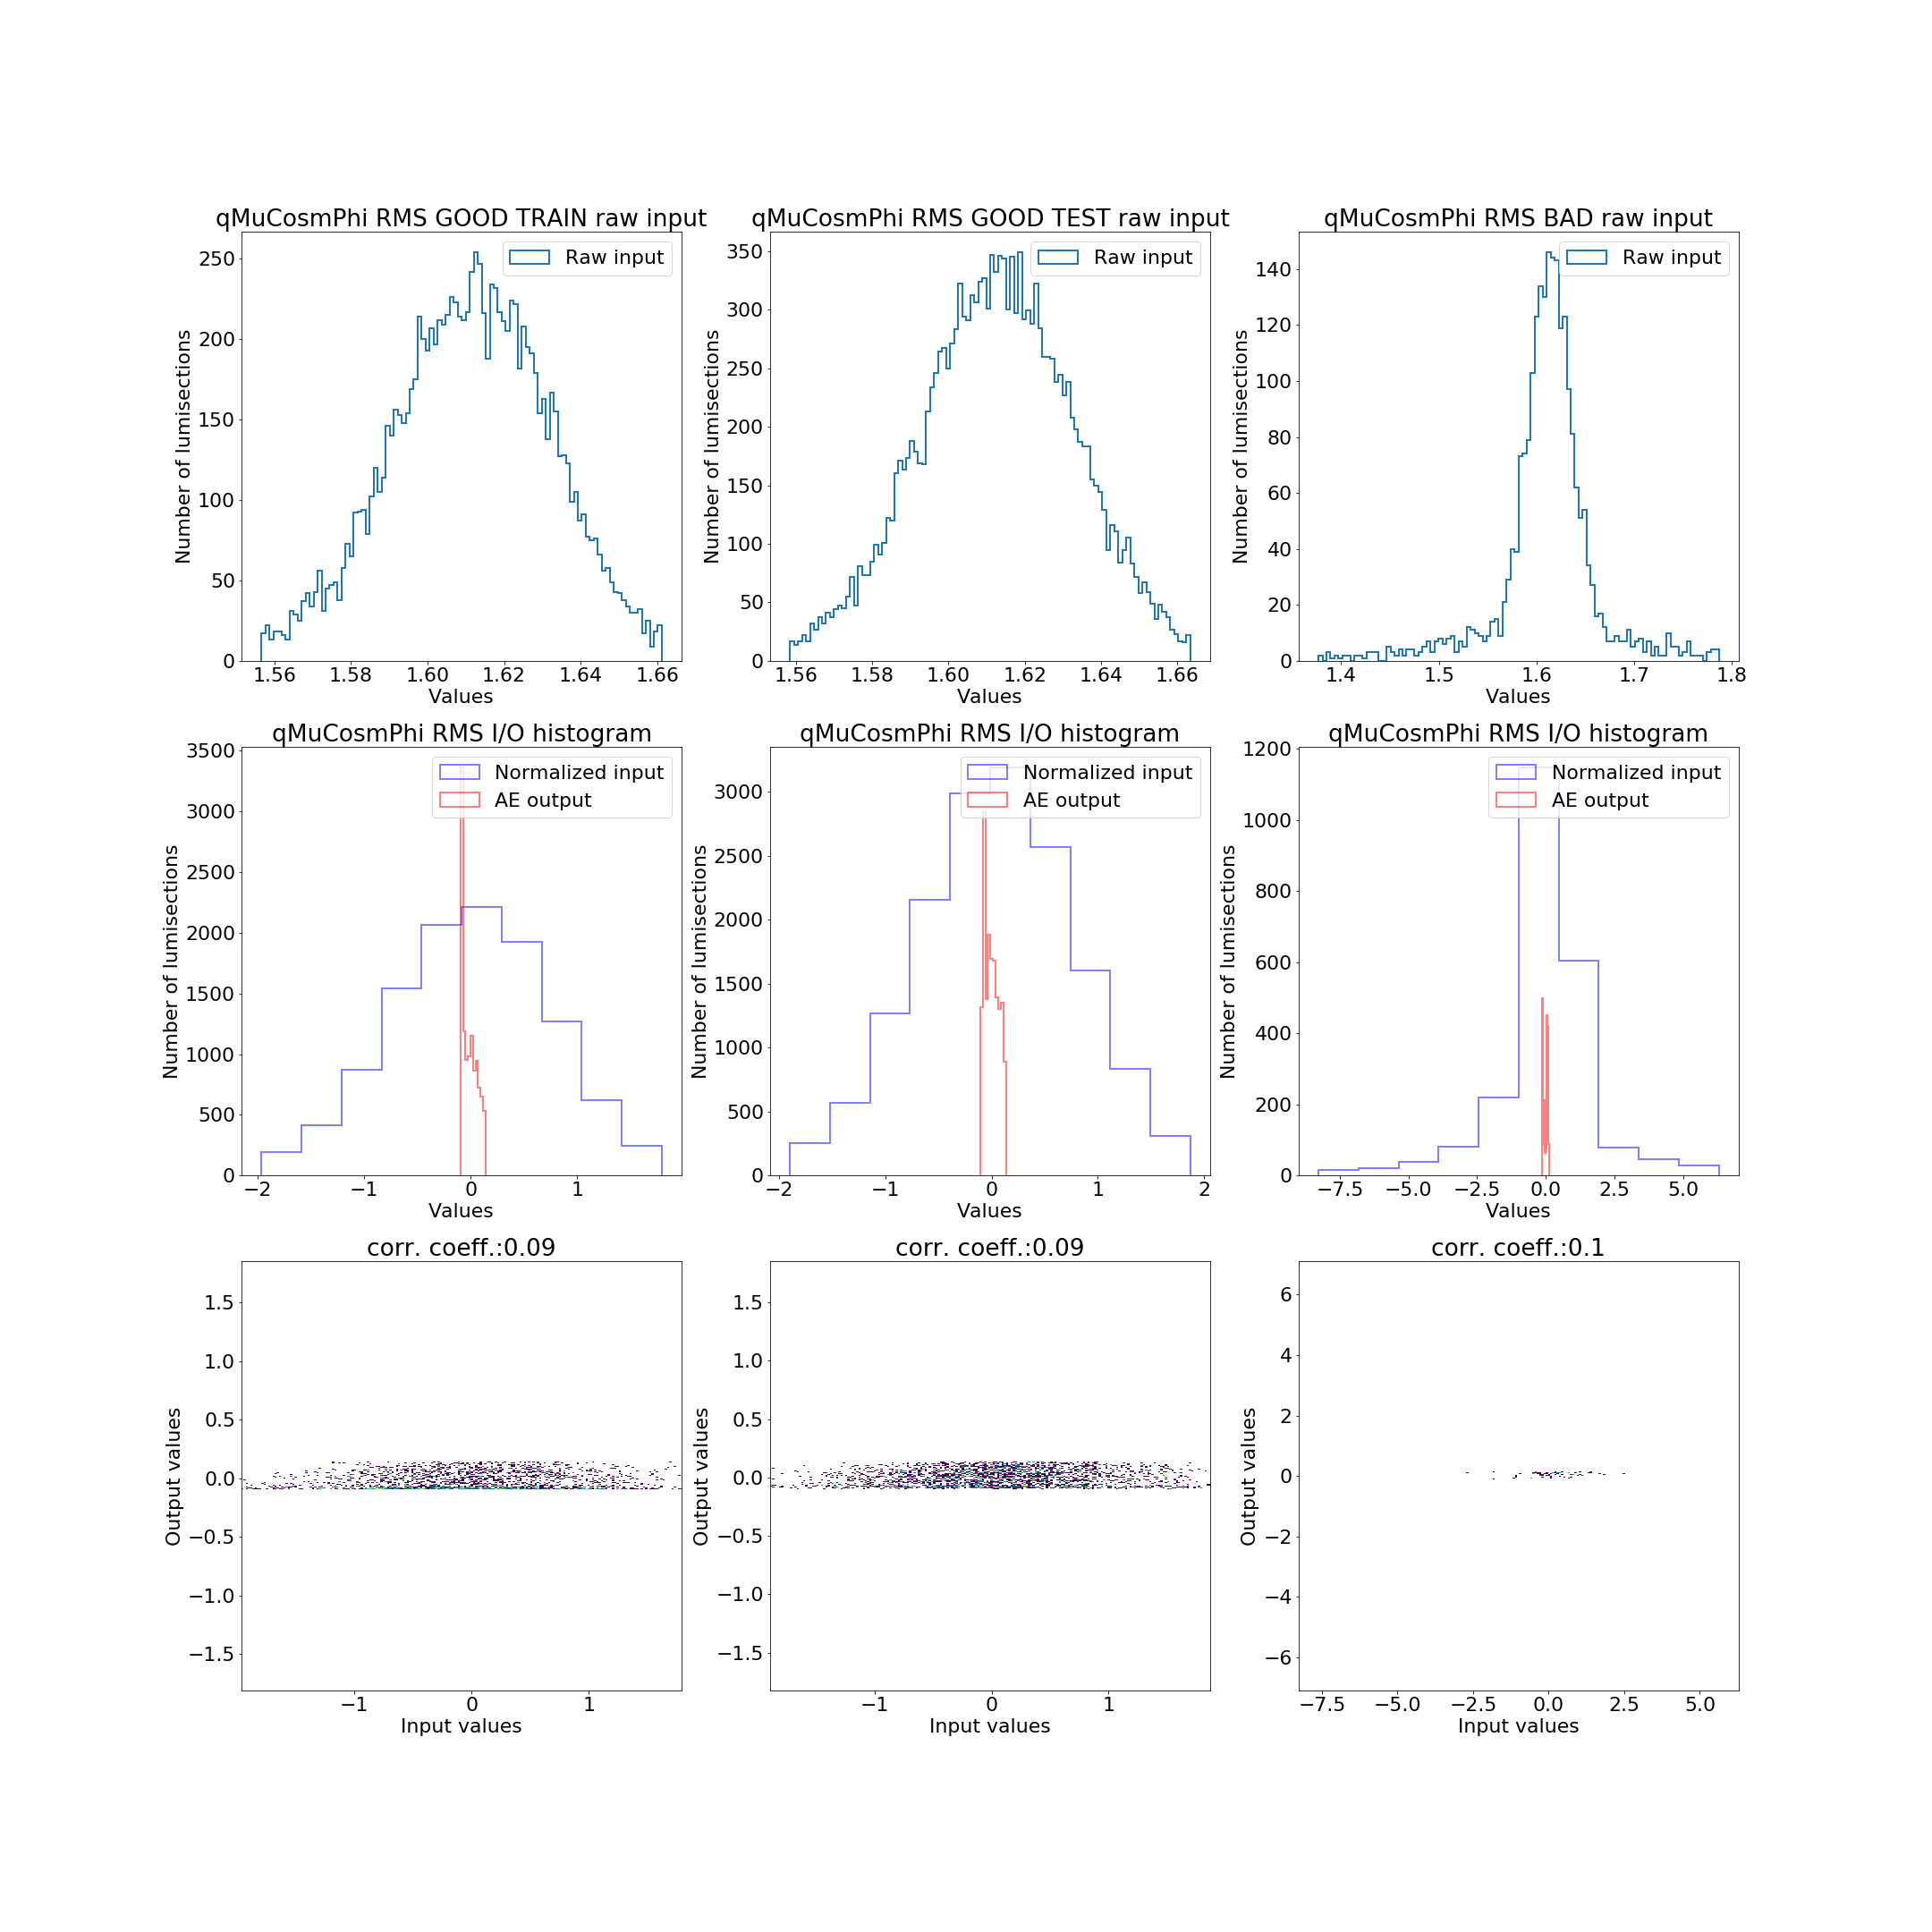 qMuCosmPhi RMS GOOD TRAIN raw input
Raw input
Number of lumisections
250
200
150
100
50
0
1.56 1.58 1.60 1.62 1.64 1.66
Values
qMuCosmPhi RMS GOOD TEST raw input
Raw input
Number of lumisections
350
300
250
200
150
100
50
0
1.56 1.58 1.60 1.62 1.64 1.66
Values
qMuCosmPhi RMS BAD raw input
Raw input
Number of lumisections
140
120
100
80
60
40
20
0
1.4 1.5 1.6 1.7 1.8
Values
qMuCosmPhi RMS I/O histogram
Normalized input
AE output
Number of lumisections
3500
3000
2500
2000
1500
1000
500
0
−2 −1 0 1
Values
qMuCosmPhi RMS I/O histogram
Normalized input
AE output
Number of lumisections
3000
2500
2000
1500
1000
500
0
−2 −1 0 1 2
Values
qMuCosmPhi RMS I/O histogram
Normalized input
AE output
Number of lumisections
1200
1000
800
600
400
200
0
−7.5 −5.0 −2.5 0.0 2.5 5.0
Values
corr. coeff.:0.09
Output values
1.5
1.0
0.5
0.0
−0.5
−1.0
−1.5
−1 0 1
Input values
corr. coeff.:0.09
Output values
1.5
1.0
0.5
0.0
−0.5
−1.0
−1.5
−1 0 1
Input values
corr. coeff.:0.1
Output values
6
4
2
0
−2
−4
−6
−7.5 −5.0 −2.5 0.0 2.5 5.0
Input values